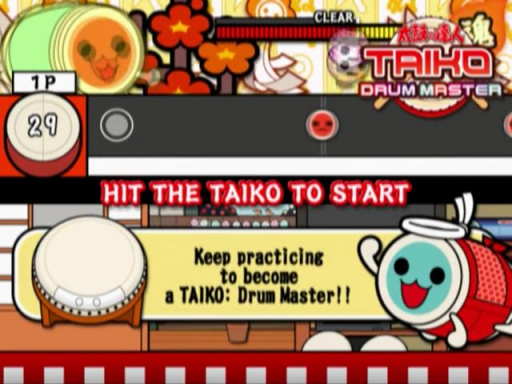 CLEAR
太鼓の達人 魂
TAIKO
DRUM MASTER
1P
29
HIT THE TAIKO TO START
Keep practicing
to become
a TAIKO: Drum Master!!